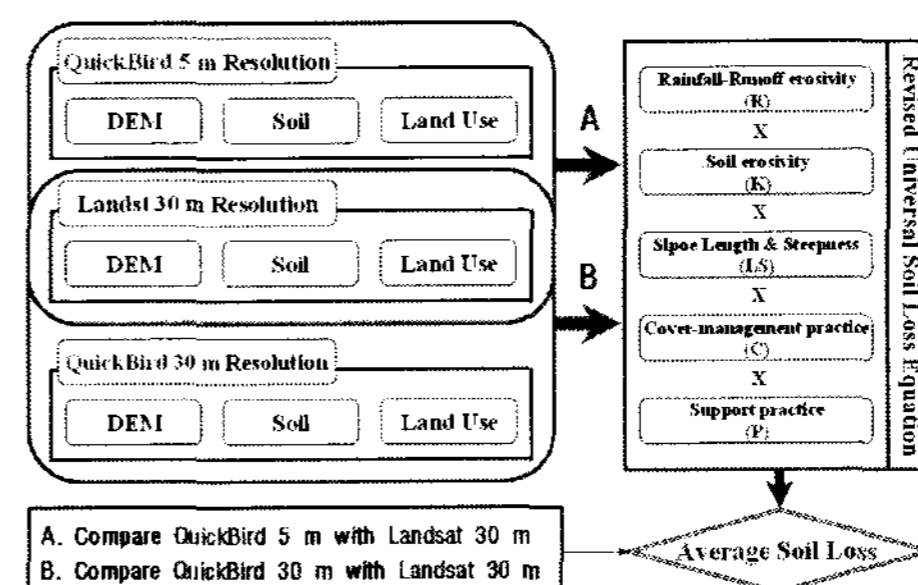 QuickBird 5 m Resolution
DEM Soil Land Use
Landst 30 m Resolution
DEM Soil Land Use
QuickBird 30 m Resolution
DEM Soil Land Use
A
B
Rainfall-Runoff erosivity
(R)
X
Soil erosivity
(K)
X
Slpoe Length & Steepness
(LS)
X
Cover-management practice
(C)
X
Support practice
(P)
Revised Universal Soil Loss Equation
A. Compare QuickBird 5 m with Landsat 30 m
B. Compare QuickBird 30 m with Landsat 30 m
Average Soil Loss